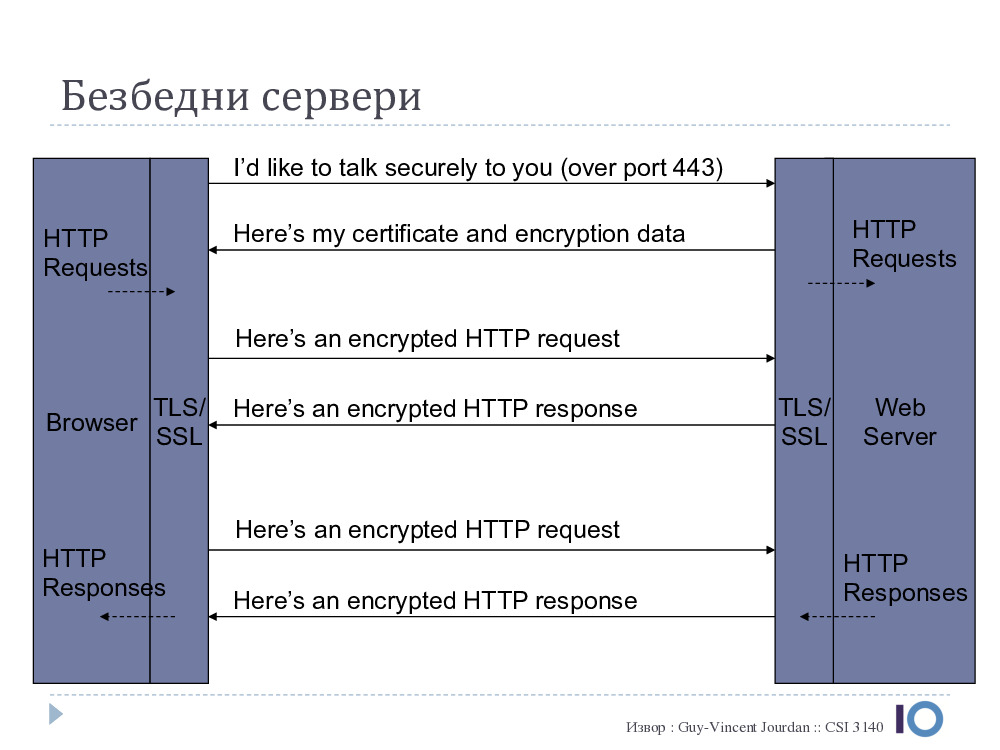 Безбедни сервери
I’d like to talk securely to you (over port 443)
Here’s my certificate and encryption data
HTTP
Requests
HTTP
Requests
Here’s an encrypted HTTP request
Here’s an encrypted HTTP response
Browser
TLS/
SSL
TLS/
SSL
Web
Server
Here’s an encrypted HTTP request
HTTP
Responses
HTTP
Responses
Here’s an encrypted HTTP response
Извор : Guy-Vincent Jourdan :: CSI 3140